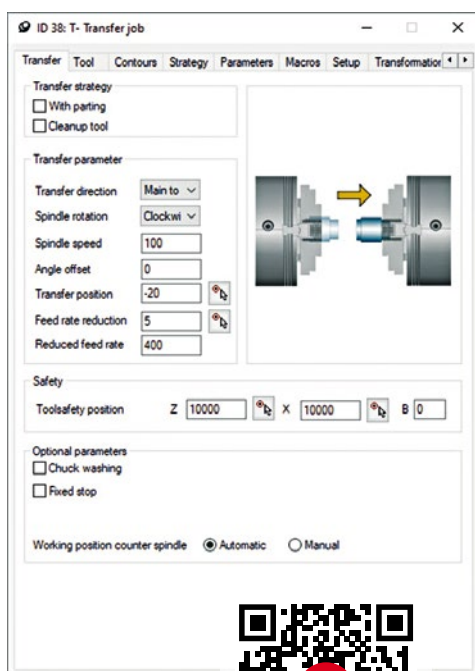 ID 38: T- Transfer job
Transfer Tool Contours Strategy Parameters Macros Setup Transformation
Transfer strategy
With parting
Cleanup tool
Transfer parameter
Transfer direction Main to
Spindle rotation Clockwi
Spindle speed 100
Angle offset 0
Transfer position -20
Feed rate reduction 5
Reduced feed rate 400
Safety
Toolsafety position Z 10000 X 10000 B 0
Optional parameters
Chuck washing
Fixed stop
Working position counter spindle Automatic Manual